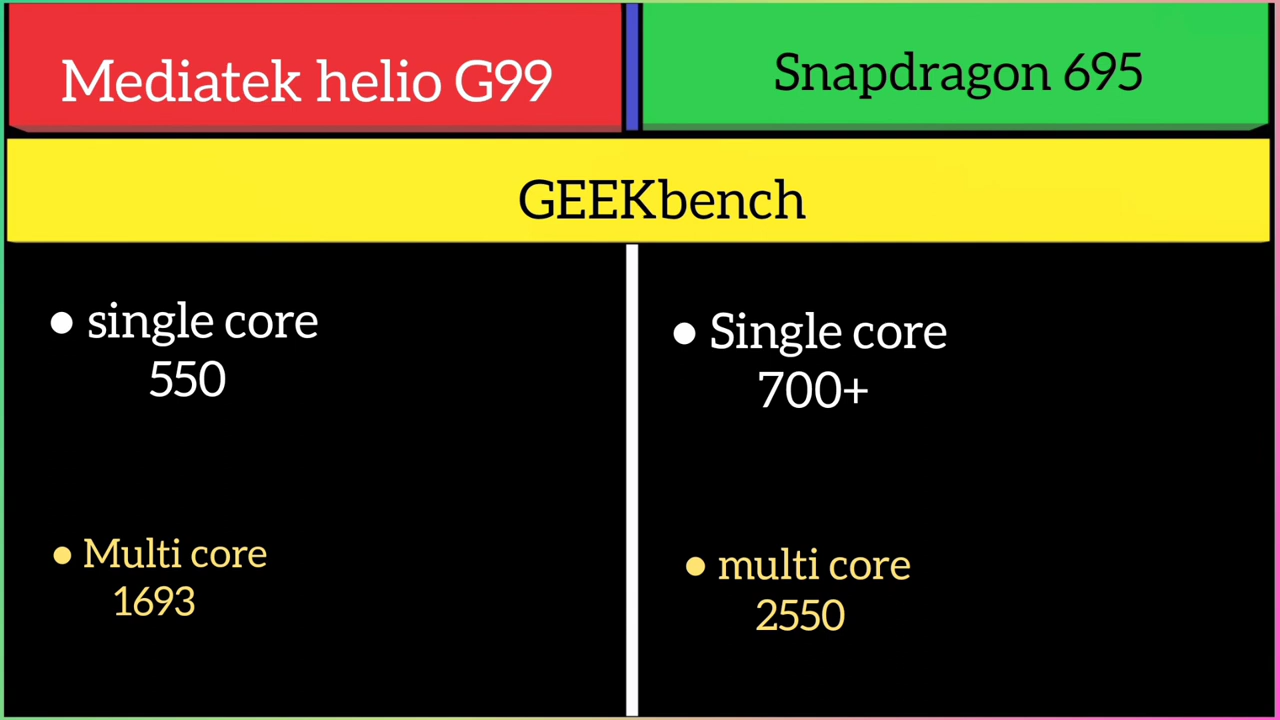 Mediatek helio G99
Snapdragon 695
GEEKbench
● single core
550
● Multi core
1693
● Single core
700+
● multi core
2550